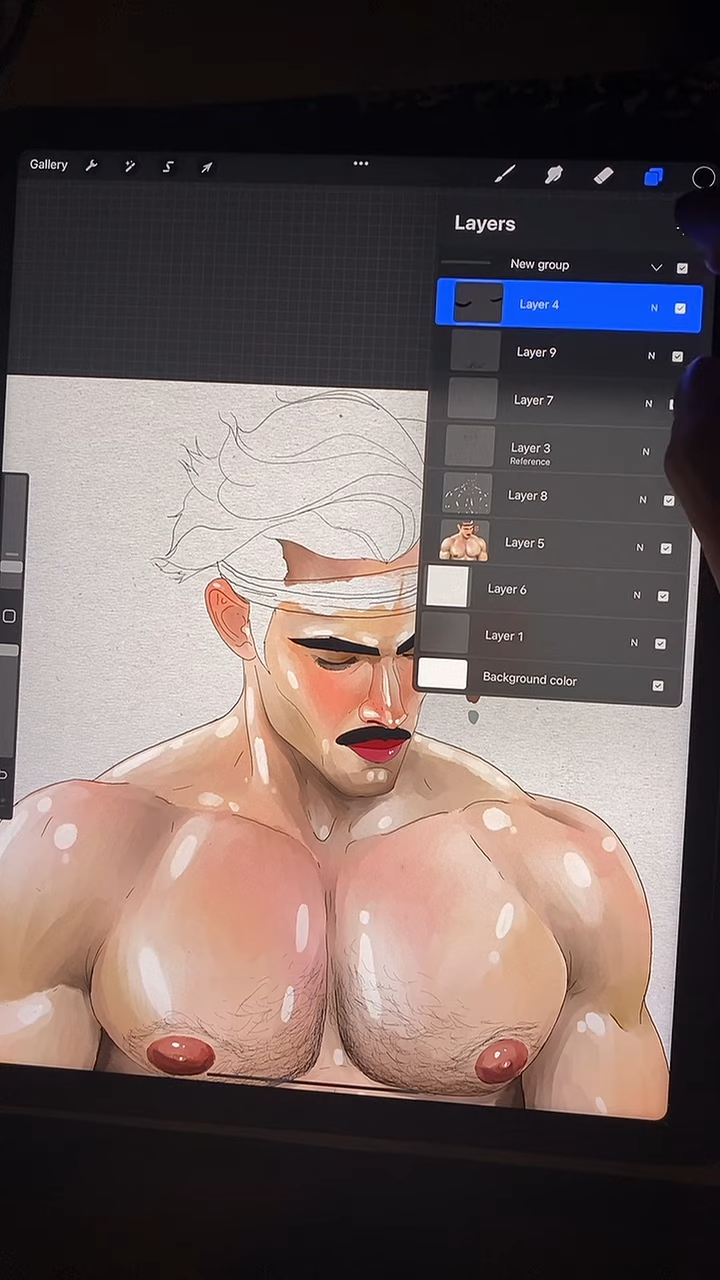 Gallery
Layers
New group
Layer 4 N
Layer 9 N
Layer 7 N
Layer 3 N
Reference
Layer 8 N
Layer 5 N
Layer 6 N
Layer 1 N
Background color